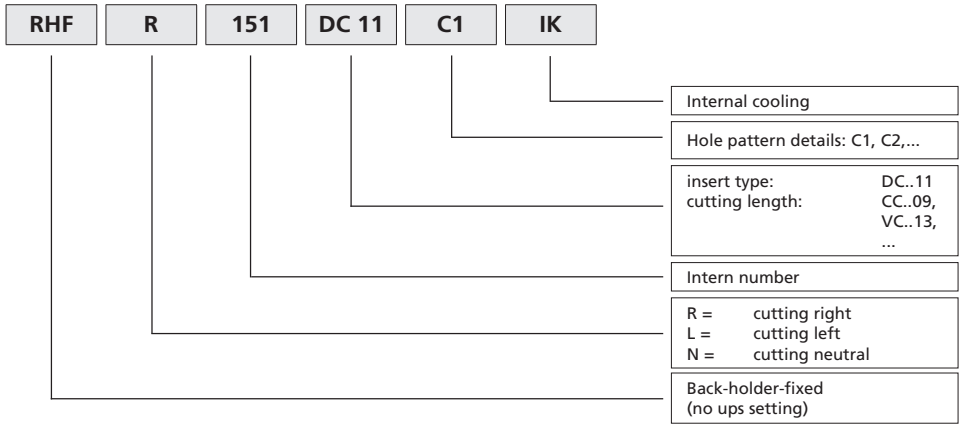 RHF R 151 DC 11 C1 IK
Internal cooling
Hole pattern details: C1, C2,...
insert type: DC..11
cutting length: CC..09,
VC..13,
...
Intern number
R = cutting right
L = cutting left
N = cutting neutral
Back-holder-fixed
(no ups setting)